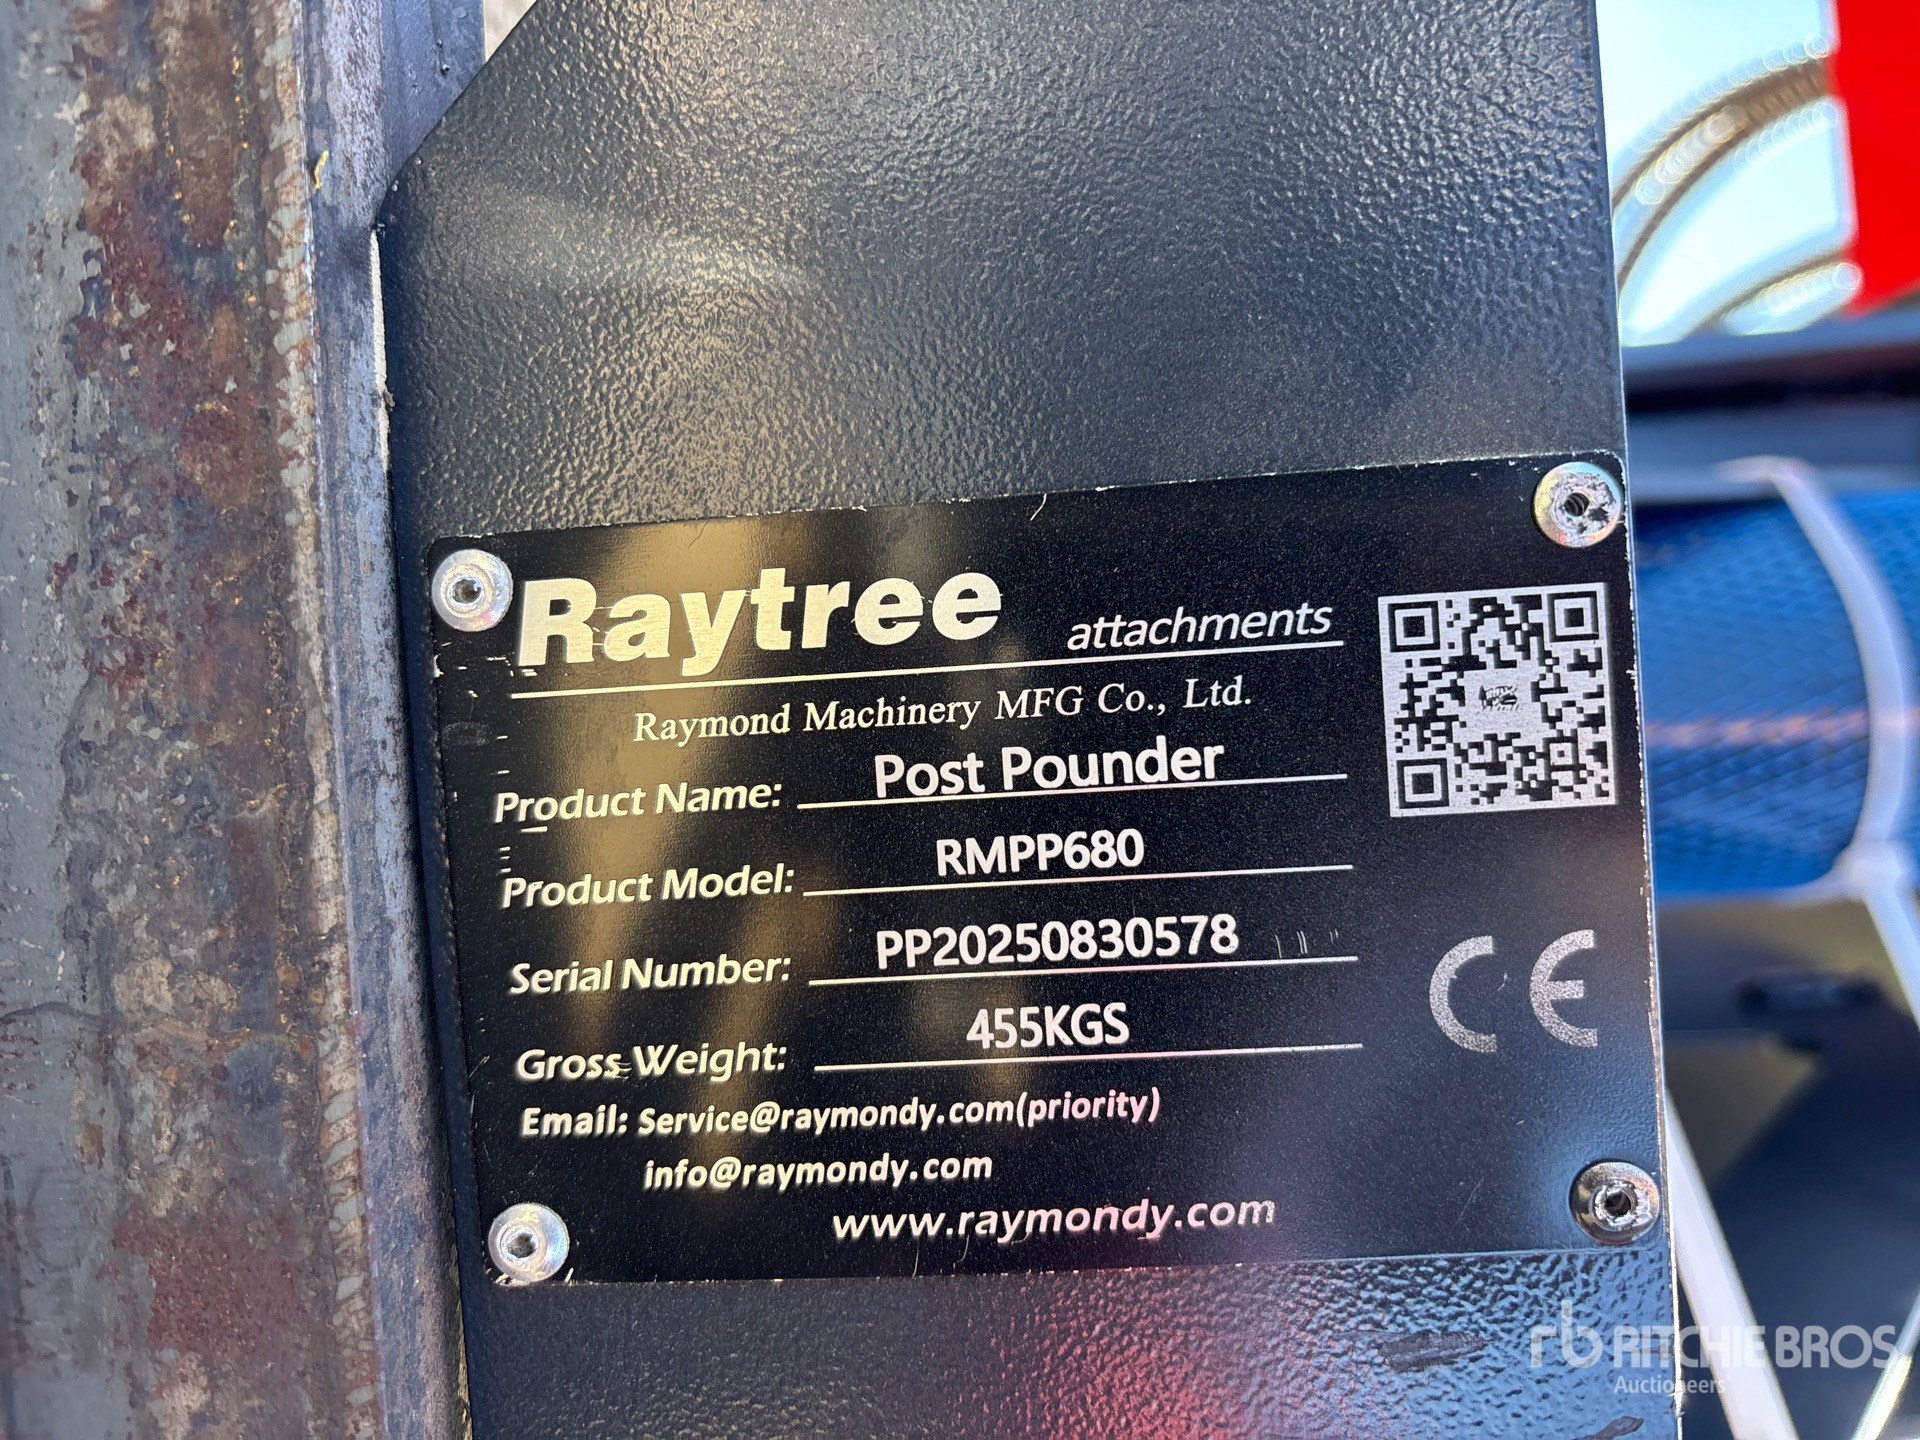 Raytree attachments
Raymond Machinery MFG Co., Ltd.
Product Name: Post Pounder
Product Model: RMPP680
Serial Number: PP20250830578
Gross Weight: 455KGS
CE
Email: Service@raymondy.com(priority)
info@raymondy.com
www.raymondy.com
rb RITCHIE BROS
Auctioneers